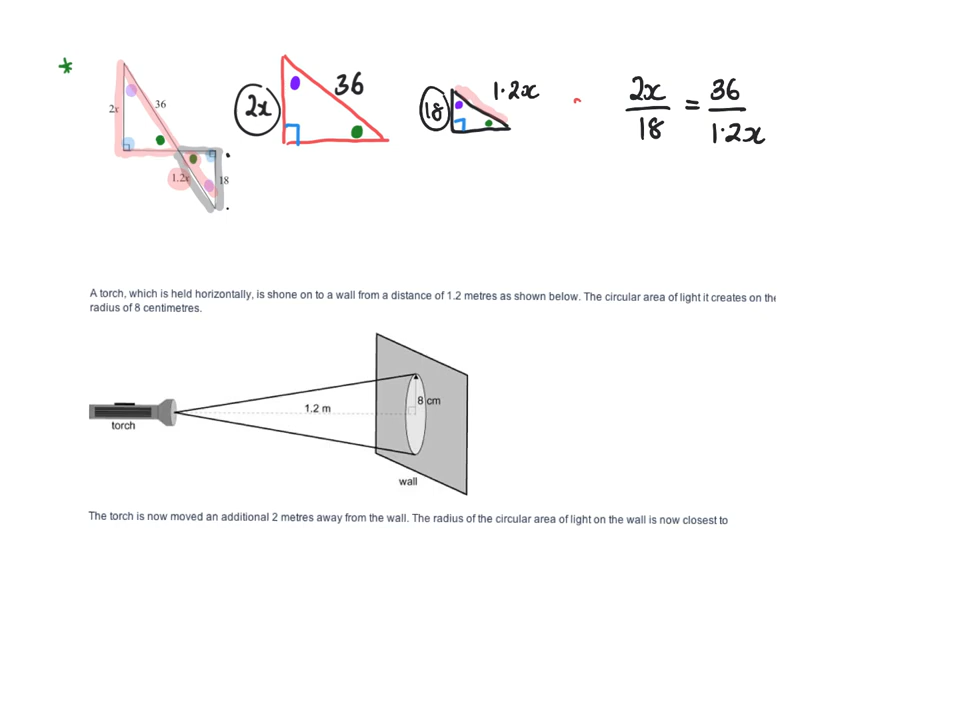 *
2x
36
1.2x
18
2x
36
18
1.2x
2x/18 = 36/1.2x
A torch, which is held horizontally, is shone on to a wall from a distance of 1.2 metres as shown below. The circular area of light it creates on the
radius of 8 centimetres.
8 cm
1.2 m
torch
wall
The torch is now moved an additional 2 metres away from the wall. The radius of the circular area of light on the wall is now closest to